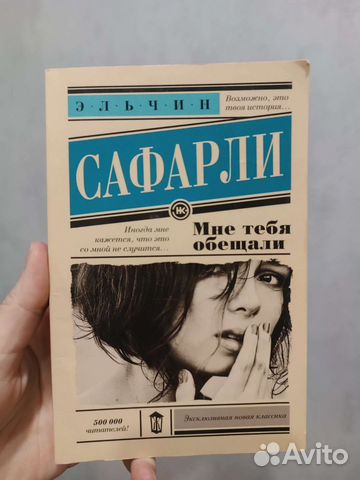 Э·Л·Ь·Ч·И·Н
Возможно, это
твоя история...
САФАРЛИ
НК
Иногда мне
кажется, что это
со мной не случится...
Мне тебя
обещали
500 000
читателей!
Эксклюзивная новая классика
Avito